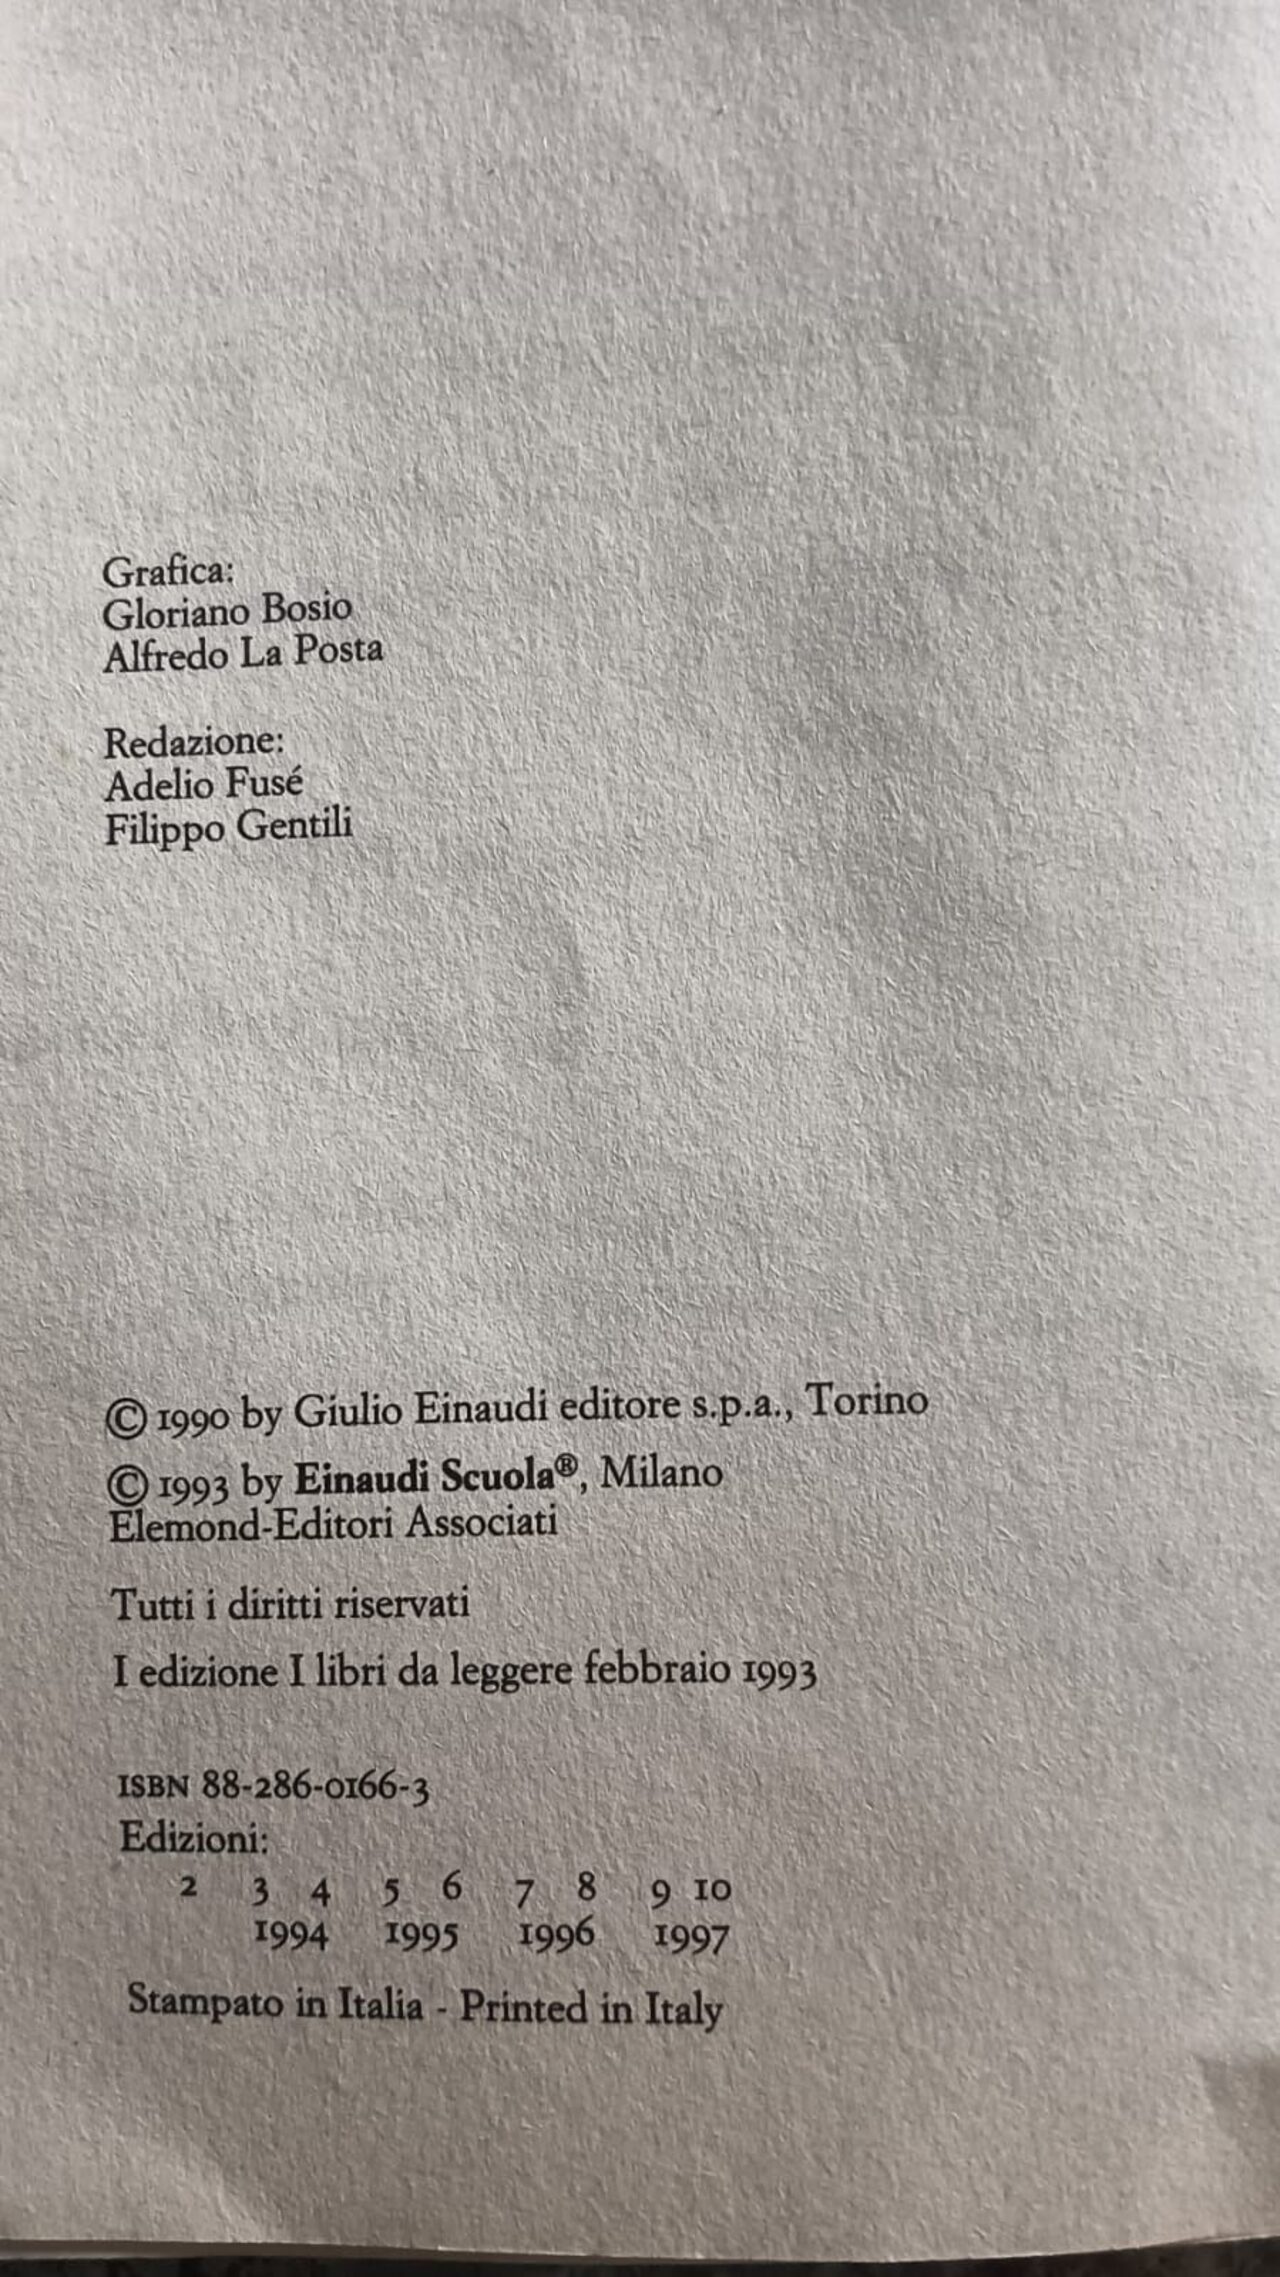 Grafica:
Gloriano Bosio
Alfredo La Posta
Redazione:
Adelio Fusé
Filippo Gentili
© 1990 by Giulio Einaudi editore s.p.a., Torino
© 1993 by Einaudi Scuola®, Milano
Elemond-Editori Associati
Tutti i diritti riservati
I edizione I libri da leggere febbraio 1993
ISBN 88-286-0166-3
Edizioni:
2 3 4 5 6 7 8 9 10
1994 1995 1996 1997
Stampato in Italia - Printed in Italy